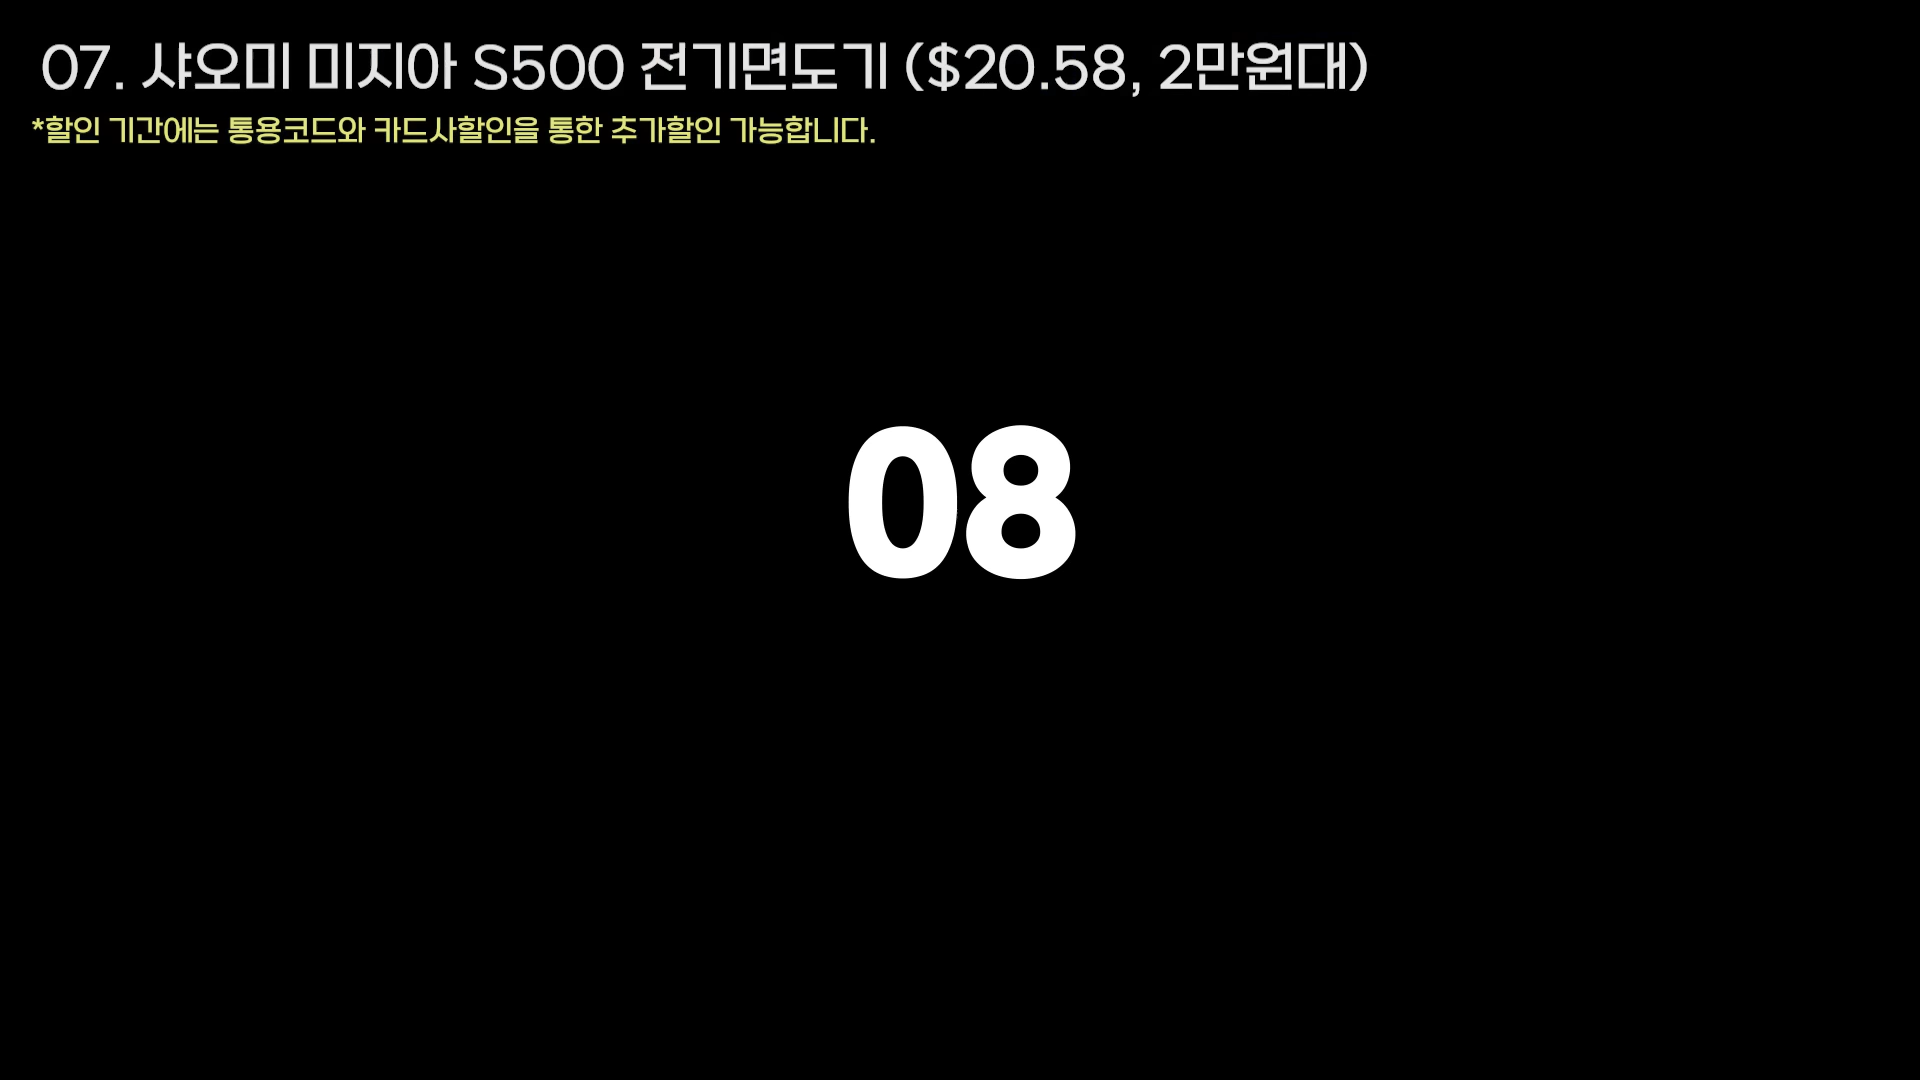 07. 샤오미 미지아 S500 전기면도기 ($20.58, 2만원대)
*할인 기간에는 통용코드와 카드사할인을 통한 추가할인 가능합니다.
08